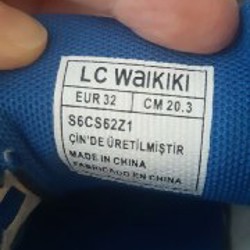 LC WAIKIKI
EUR 32 CM 20.3
S6CS62Z1
ÇİN'DE ÜRETİLMİŞTİR
MADE IN CHINA
FABRICADO EN CHINA